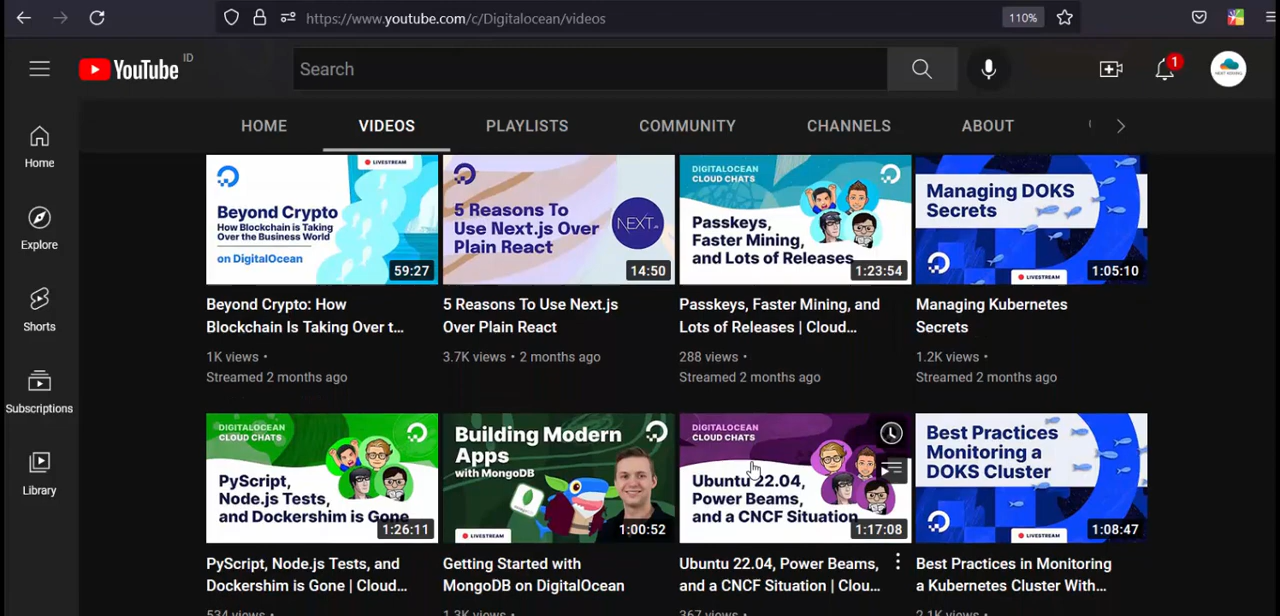 https://www.youtube.com/c/Digitalocean/videos
110%
YouTube ID
Search
1
HOME VIDEOS PLAYLISTS COMMUNITY CHANNELS ABOUT
Home
Explore
Shorts
Subscriptions
Library
LIVESTREAM
Beyond Crypto
How Blockchain is Taking
Over the Business World
on DigitalOcean
59:27
Beyond Crypto: How
Blockchain Is Taking Over t...
1K views •
Streamed 2 months ago
5 Reasons To
Use Next.js Over
Plain React
NEXT
14:50
5 Reasons To Use Next.js
Over Plain React
3.7K views • 2 months ago
DIGITALOCEAN
CLOUD CHATS
Passkeys,
Faster Mining,
and Lots of Releases
1:23:54
Passkeys, Faster Mining, and
Lots of Releases | Cloud...
288 views •
Streamed 2 months ago
Managing DOKS
Secrets
LIVESTREAM
1:05:10
Managing Kubernetes
Secrets
1.2K views •
Streamed 2 months ago
DIGITALOCEAN
CLOUD CHATS
PyScript,
Node.js Tests,
and Dockershim is Gone
1:26:11
PyScript, Node.js Tests, and
Dockershim is Gone | Cloud...
534 views
Building Modern
Apps
with MongoDB
LIVESTREAM
1:00:52
Getting Started with
MongoDB on DigitalOcean
1.3K views
DIGITALOCEAN
CLOUD CHATS
Ubuntu 22.04,
Power Beams,
and a CNCF Situation
1:17:08
Ubuntu 22.04, Power Beams,
and a CNCF Situation | Clou...
367 views
Best Practices
Monitoring a
DOKS Cluster
LIVESTREAM
1:08:47
Best Practices in Monitoring
a Kubernetes Cluster With...
2.1K views